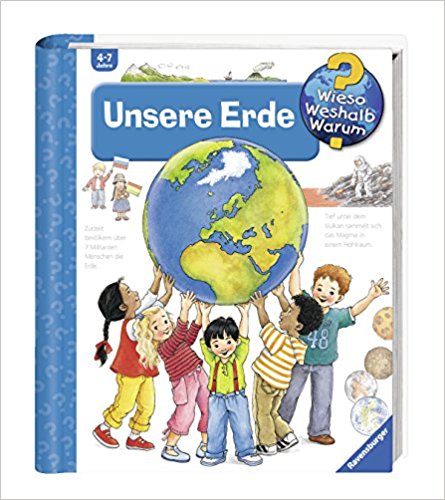 4-7
Jahre
Unsere Erde
?
Wieso
Weshalb
Warum
Zurzeit
bevölkern über
7 Milliarden
Menschen die
Erde.
Tief unter dem
Vulkan sammelt sich
das Magma in
einem Hohlraum.
26
Ravensburger